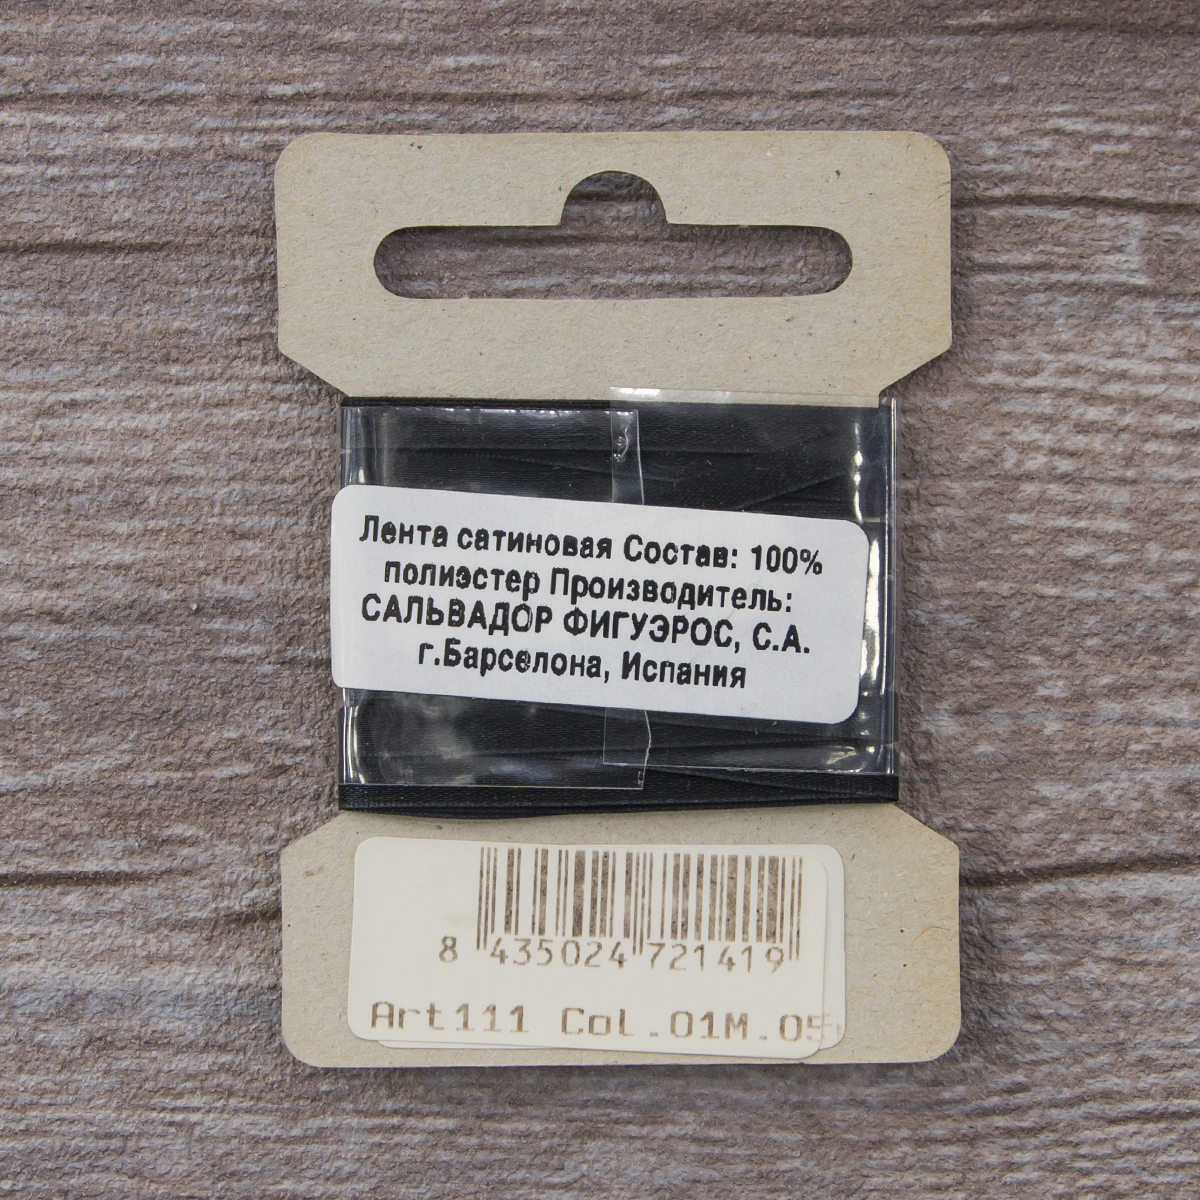 Лента сатиновая Состав: 100%
полиэстер Производитель:
САЛЬВАДОР ФИГУЭРОС, С.А.
г.Барселона, Испания
8 435024 721419
Art111 Col.01M.05